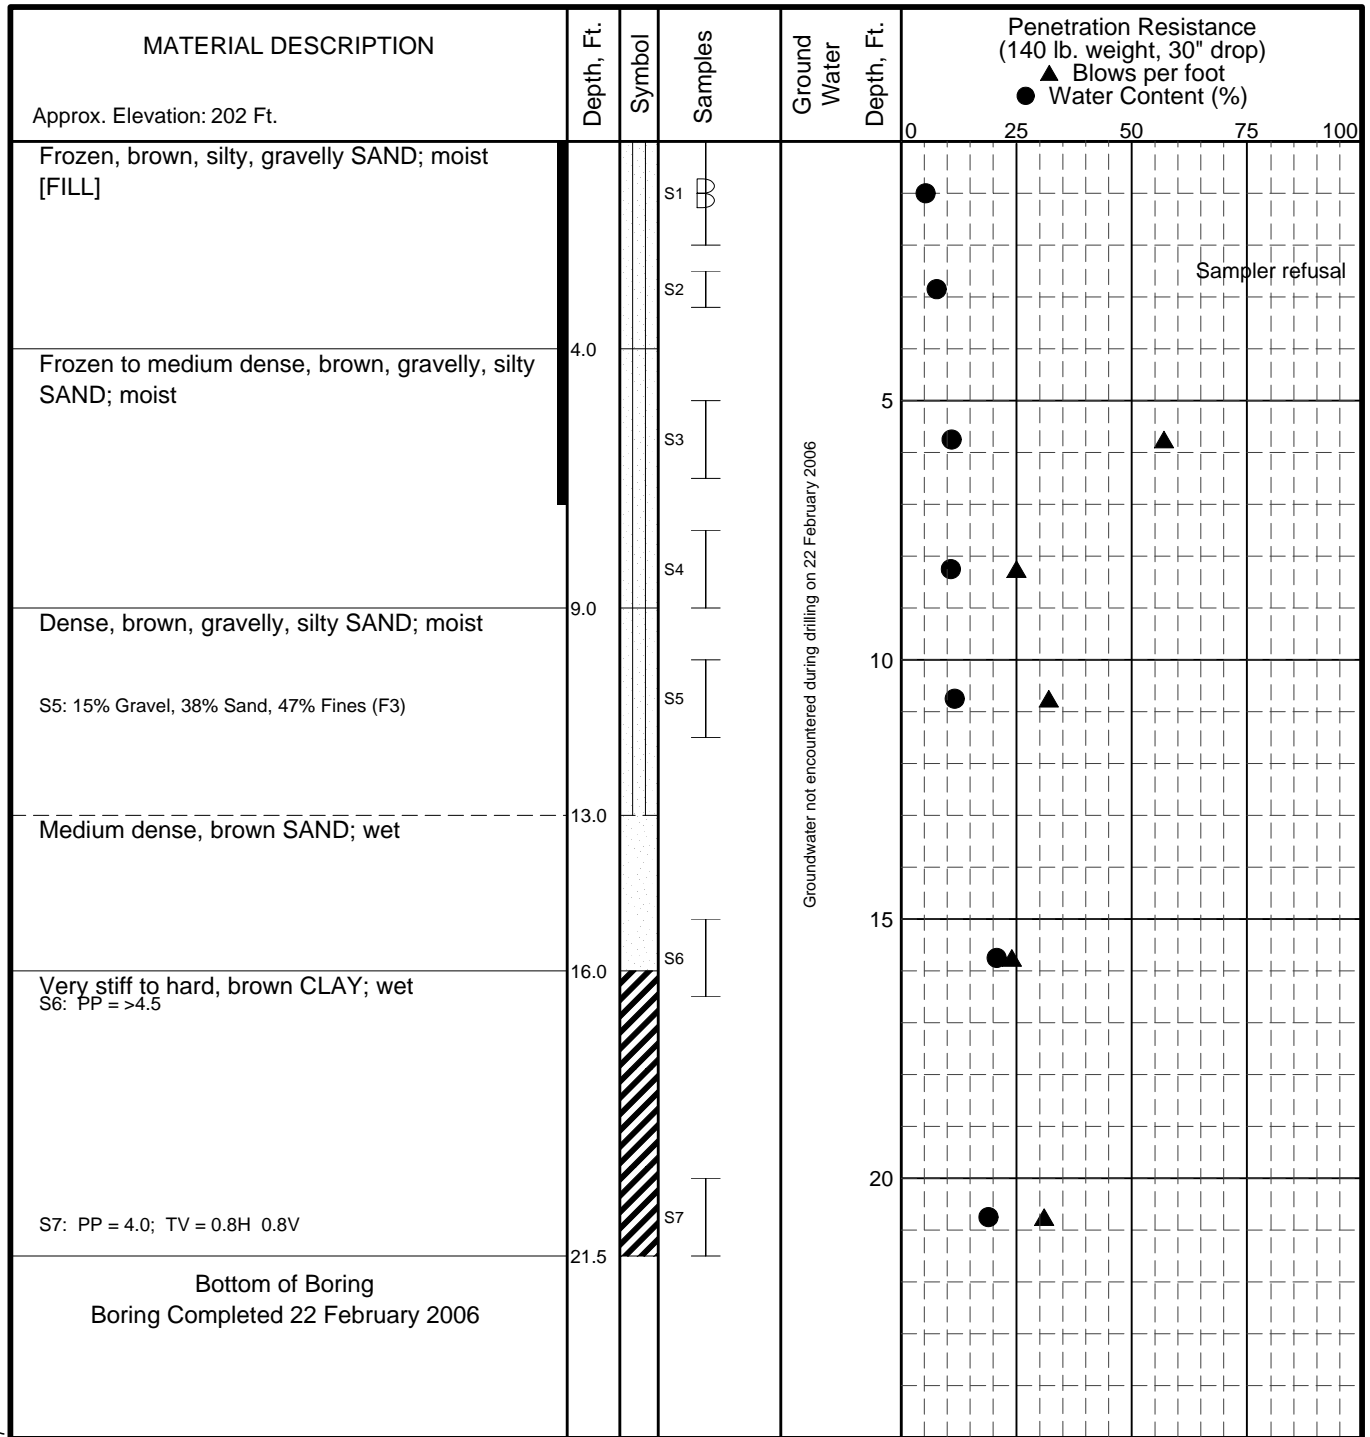 MATERIAL DESCRIPTION
Approx. Elevation: 202 Ft.
Depth, Ft.
Symbol
Samples
Ground
Water
Depth, Ft.
Penetration Resistance
(140 lb. weight, 30" drop)
▲ Blows per foot
● Water Content (%)
0 25 50 75 100
Frozen, brown, silty, gravelly SAND; moist
[FILL]
S1
Sampler refusal
S2
4.0
Frozen to medium dense, brown, gravelly, silty
SAND; moist
5
S3
S4
9.0
Dense, brown, gravelly, silty SAND; moist
10
S5: 15% Gravel, 38% Sand, 47% Fines (F3)
S5
Groundwater not encountered during drilling on 22 February 2006
13.0
Medium dense, brown SAND; wet
15
S6
16.0
Very stiff to hard, brown CLAY; wet
S6: PP = >4.5
20
S7: PP = 4.0; TV = 0.8H 0.8V
S7
21.5
Bottom of Boring
Boring Completed 22 February 2006